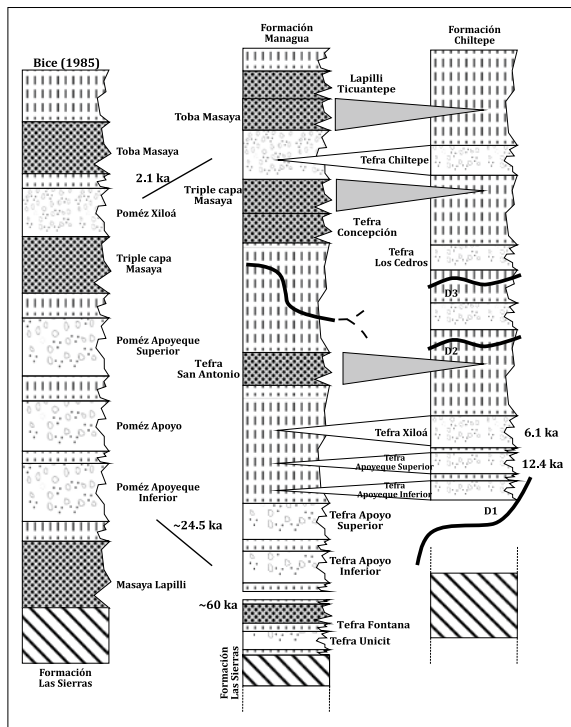 Bice (1985)
Toba Masaya
2.1 ka
Poméz Xiloá
Triple capa
Masaya
Poméz Apoyeque
Superior
Poméz Apoyo
Poméz Apoyeque
Inferior
~24.5 ka
Masaya Lapilli
Formación
Las Sierras
Formación
Managua
Lapilli
Ticuantepe
Toba Masaya
Triple capa
Masaya
Tefra
Concepción
Tefra
San Antonio
Tefra Apoyo
Superior
Tefra Apoyo
Inferior
~60 ka
Tefra Fontana
Tefra Unicit
Formación
Las Sierras
Formación
Chiltepe
Tefra Chiltepe
Tefra
Los Cedros
D3
D2
Tefra Xiloá
6.1 ka
Tefra
Apoyeque Superior
12.4 ka
Tefra
Apoyeque Inferior
D1